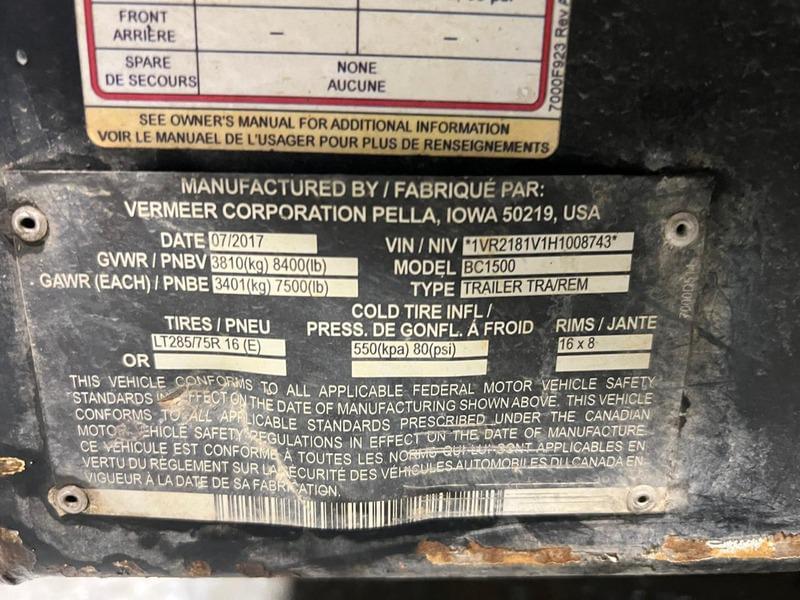 80 psi
FRONT
ARRIÈRE – –
SPARE
DE SECOURS
NONE
AUCUNE
7000F923 Rev A
SEE OWNER'S MANUAL FOR ADDITIONAL INFORMATION
VOIR LE MANUAEL DE L'USAGER POUR PLUS DE RENSEIGNEMENTS
MANUFACTURED BY / FABRIQUÉ PAR:
VERMEER CORPORATION PELLA, IOWA 50219, USA
DATE 07/2017 VIN / NIV *1VR2181V1H1008743*
GVWR / PNBV 3810(kg) 8400(lb) MODEL BC1500
GAWR (EACH) / PNBE 3401(kg) 7500(lb) TYPE TRAILER TRA/REM
COLD TIRE INFL /
TIRES / PNEU PRESS. DE GONFL. Á FROID RIMS / JANTE
LT285/75R 16 (E) 550(kpa) 80(psi) 16 x 8
OR
THIS VEHICLE CONFORMS TO ALL APPLICABLE FEDERAL MOTOR VEHICLE SAFETY
STANDARDS IN EFFECT ON THE DATE OF MANUFACTURING SHOWN ABOVE. THIS VEHICLE
CONFORMS TO ALL APPLICABLE STANDARDS PRESCRIBED UNDER THE CANADIAN
MOTOR VEHICLE SAFETY REGULATIONS IN EFFECT ON THE DATE OF MANUFACTURE
CE VÉHICULE EST CONFORME À TOUTES LES NORMS QUI LUI SONT APPLICABLES EN
VERTU DU RÉGLEMENT SUR LA SÉCURITÉ DES VÉHICULES AUTOMOBILES DU CANADA EN
VIGUEUR À LA DATE DE SA FABRICATION.